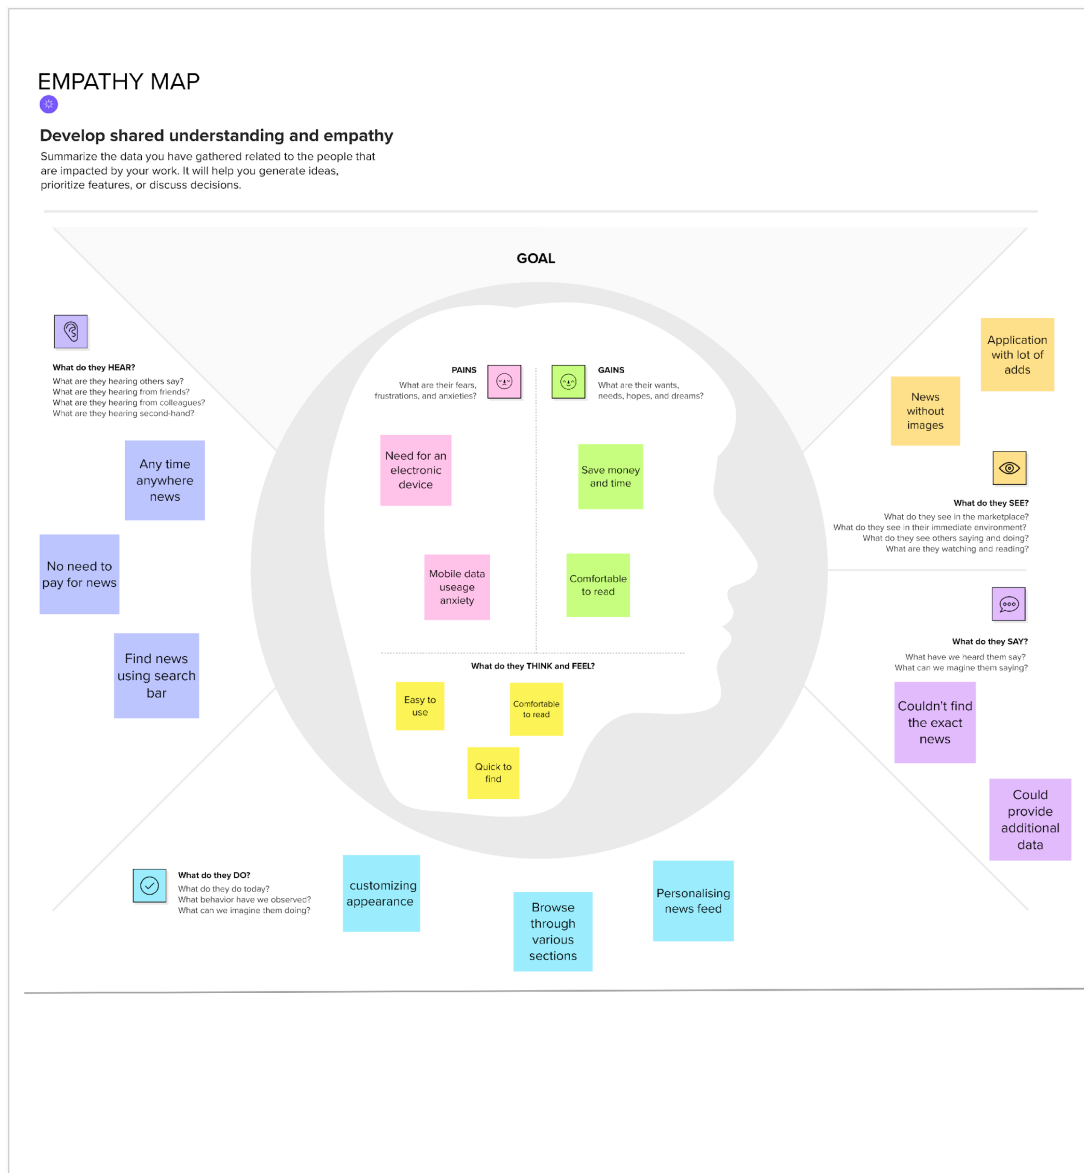 EMPATHY MAP
Develop shared understanding and empathy
Summarize the data you have gathered related to the people that
are impacted by your work. It will help you generate ideas,
prioritize features, or discuss decisions.
GOAL
What do they HEAR?
What are they hearing others say?
What are they hearing from friends?
What are they hearing from colleagues?
What are they hearing second-hand?
Any time
anywhere
news
No need to
pay for news
Find news
using search
bar
PAINS
What are their fears,
frustrations, and anxieties?
Need for an
electronic
device
Mobile data
useage
anxiety
GAINS
What are their wants,
needs, hopes, and dreams?
Save money
and time
Comfortable
to read
Application
with lot of
adds
News
without
images
What do they SEE?
What do they see in the marketplace?
What do they see in their immediate environment?
What do they see others saying and doing?
What are they watching and reading?
What do they SAY?
What have we heard them say?
What can we magine them saying?
Couldn't find
the exact
news
Could
provide
additional
data
What do they THINK and FEEL?
Easy to
use
Comfortable
to read
Quick to
find
What do they DO?
What do they do today?
What behavior have we observed?
What can we imagine them doing?
customizing
appearance
Browse
through
various
sections
Personalising
news feed